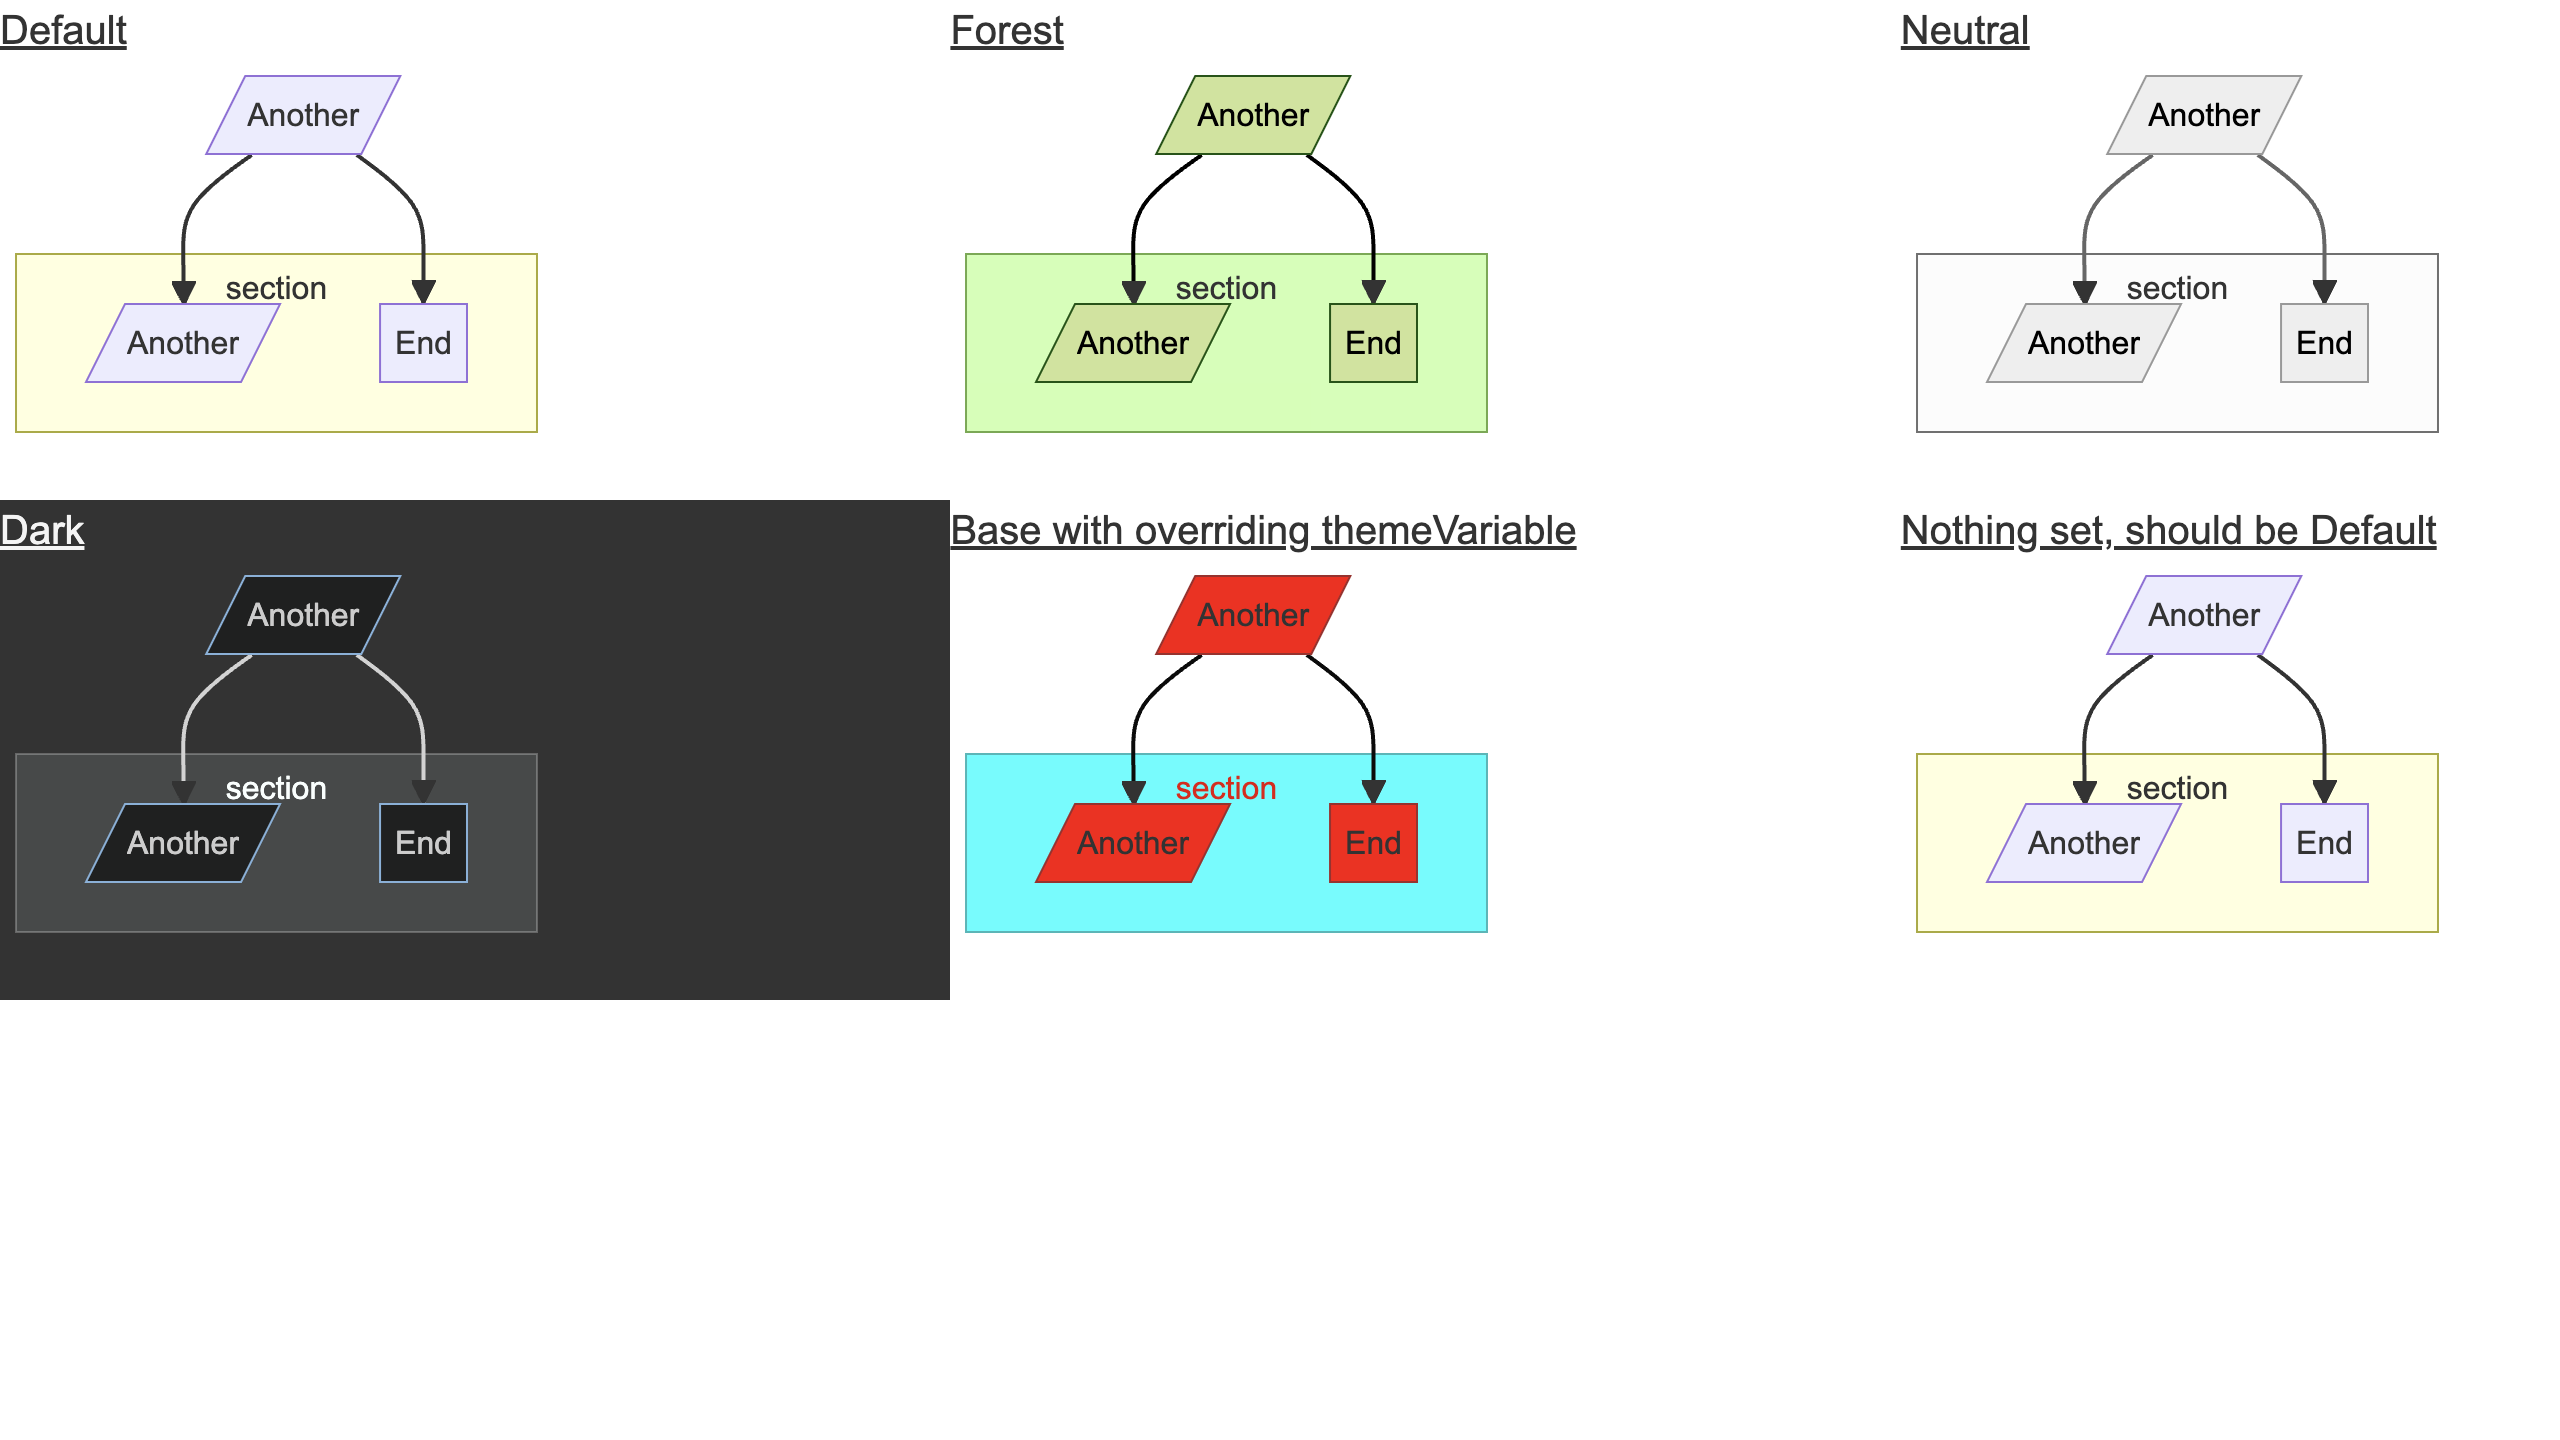 Default
Another
section
Another
End
Forest
Another
section
Another
End
Neutral
Another
section
Another
End
Dark
Another
section
Another
End
Base with overriding themeVariable
Another
section
Another
End
Nothing set, should be Default
Another
section
Another
End